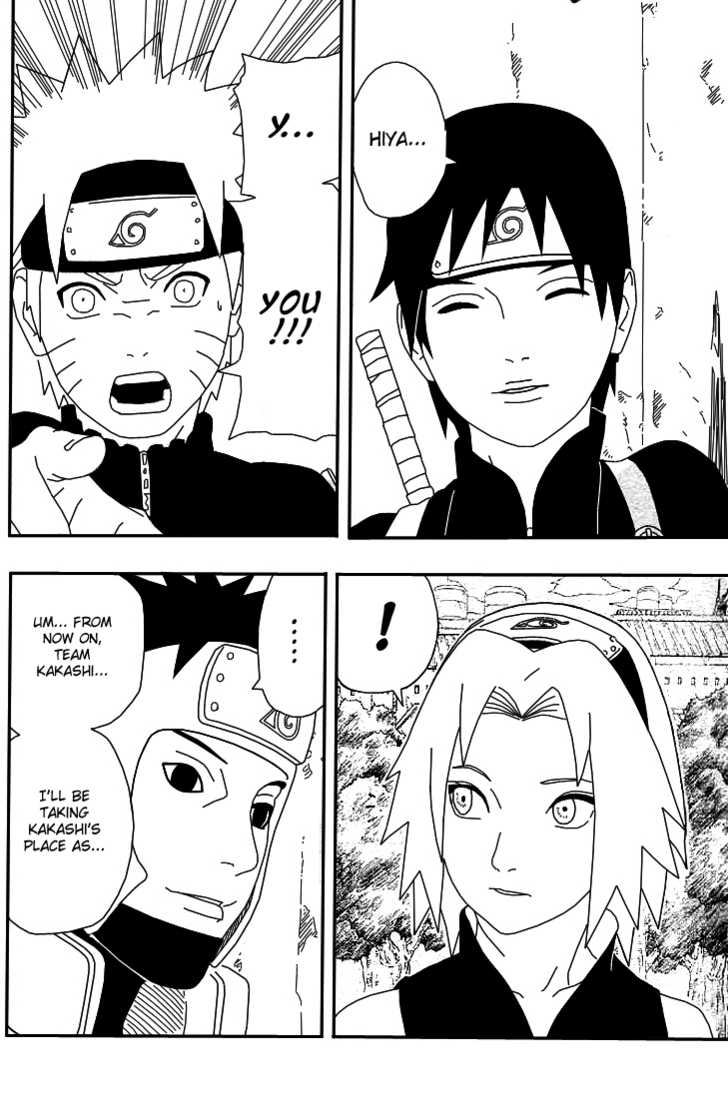 HIYA...
Y...
YOU
!!!
!
......
UM... FROM
NOW ON,
TEAM
KAKASHI...
I'LL BE
TAKING
KAKASHI'S
PLACE AS...